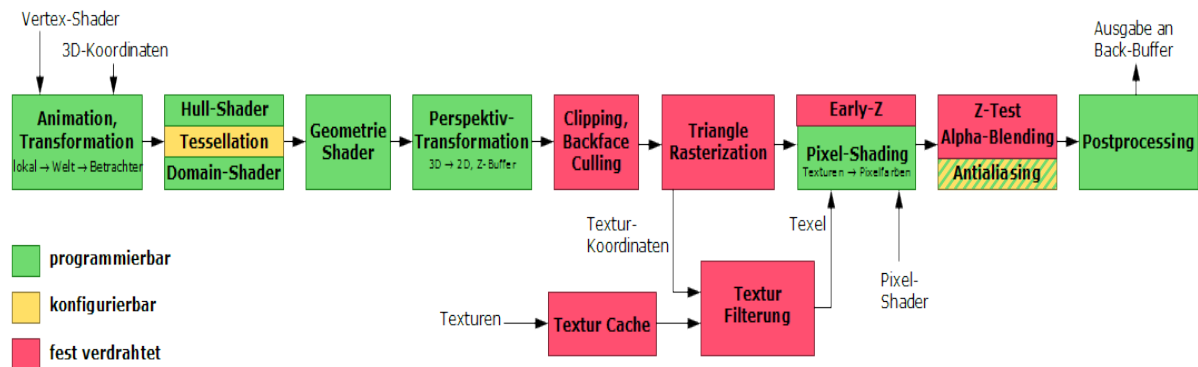 Vertex-Shader
3D-Koordinaten
Ausgabe an
Back-Buffer
Animation,
Transformation
lokal → Welt → Betrachter
Hull-Shader
Tessellation
Domain-Shader
Geometrie
Shader
Perspektiv-
Transformation
3D → 2D, Z-Buffer
Clipping,
Backface
Culling
Triangle
Rasterization
Early-Z
Pixel-Shading
Texturen → Pixelfarben
Z-Test
Alpha-Blending
Antialiasing
Postprocessing
Textur-
Koordinaten
Texel
Pixel-
Shader
Texturen
Textur Cache
Textur
Filterung
programmierbar
konfigurierbar
fest verdrahtet